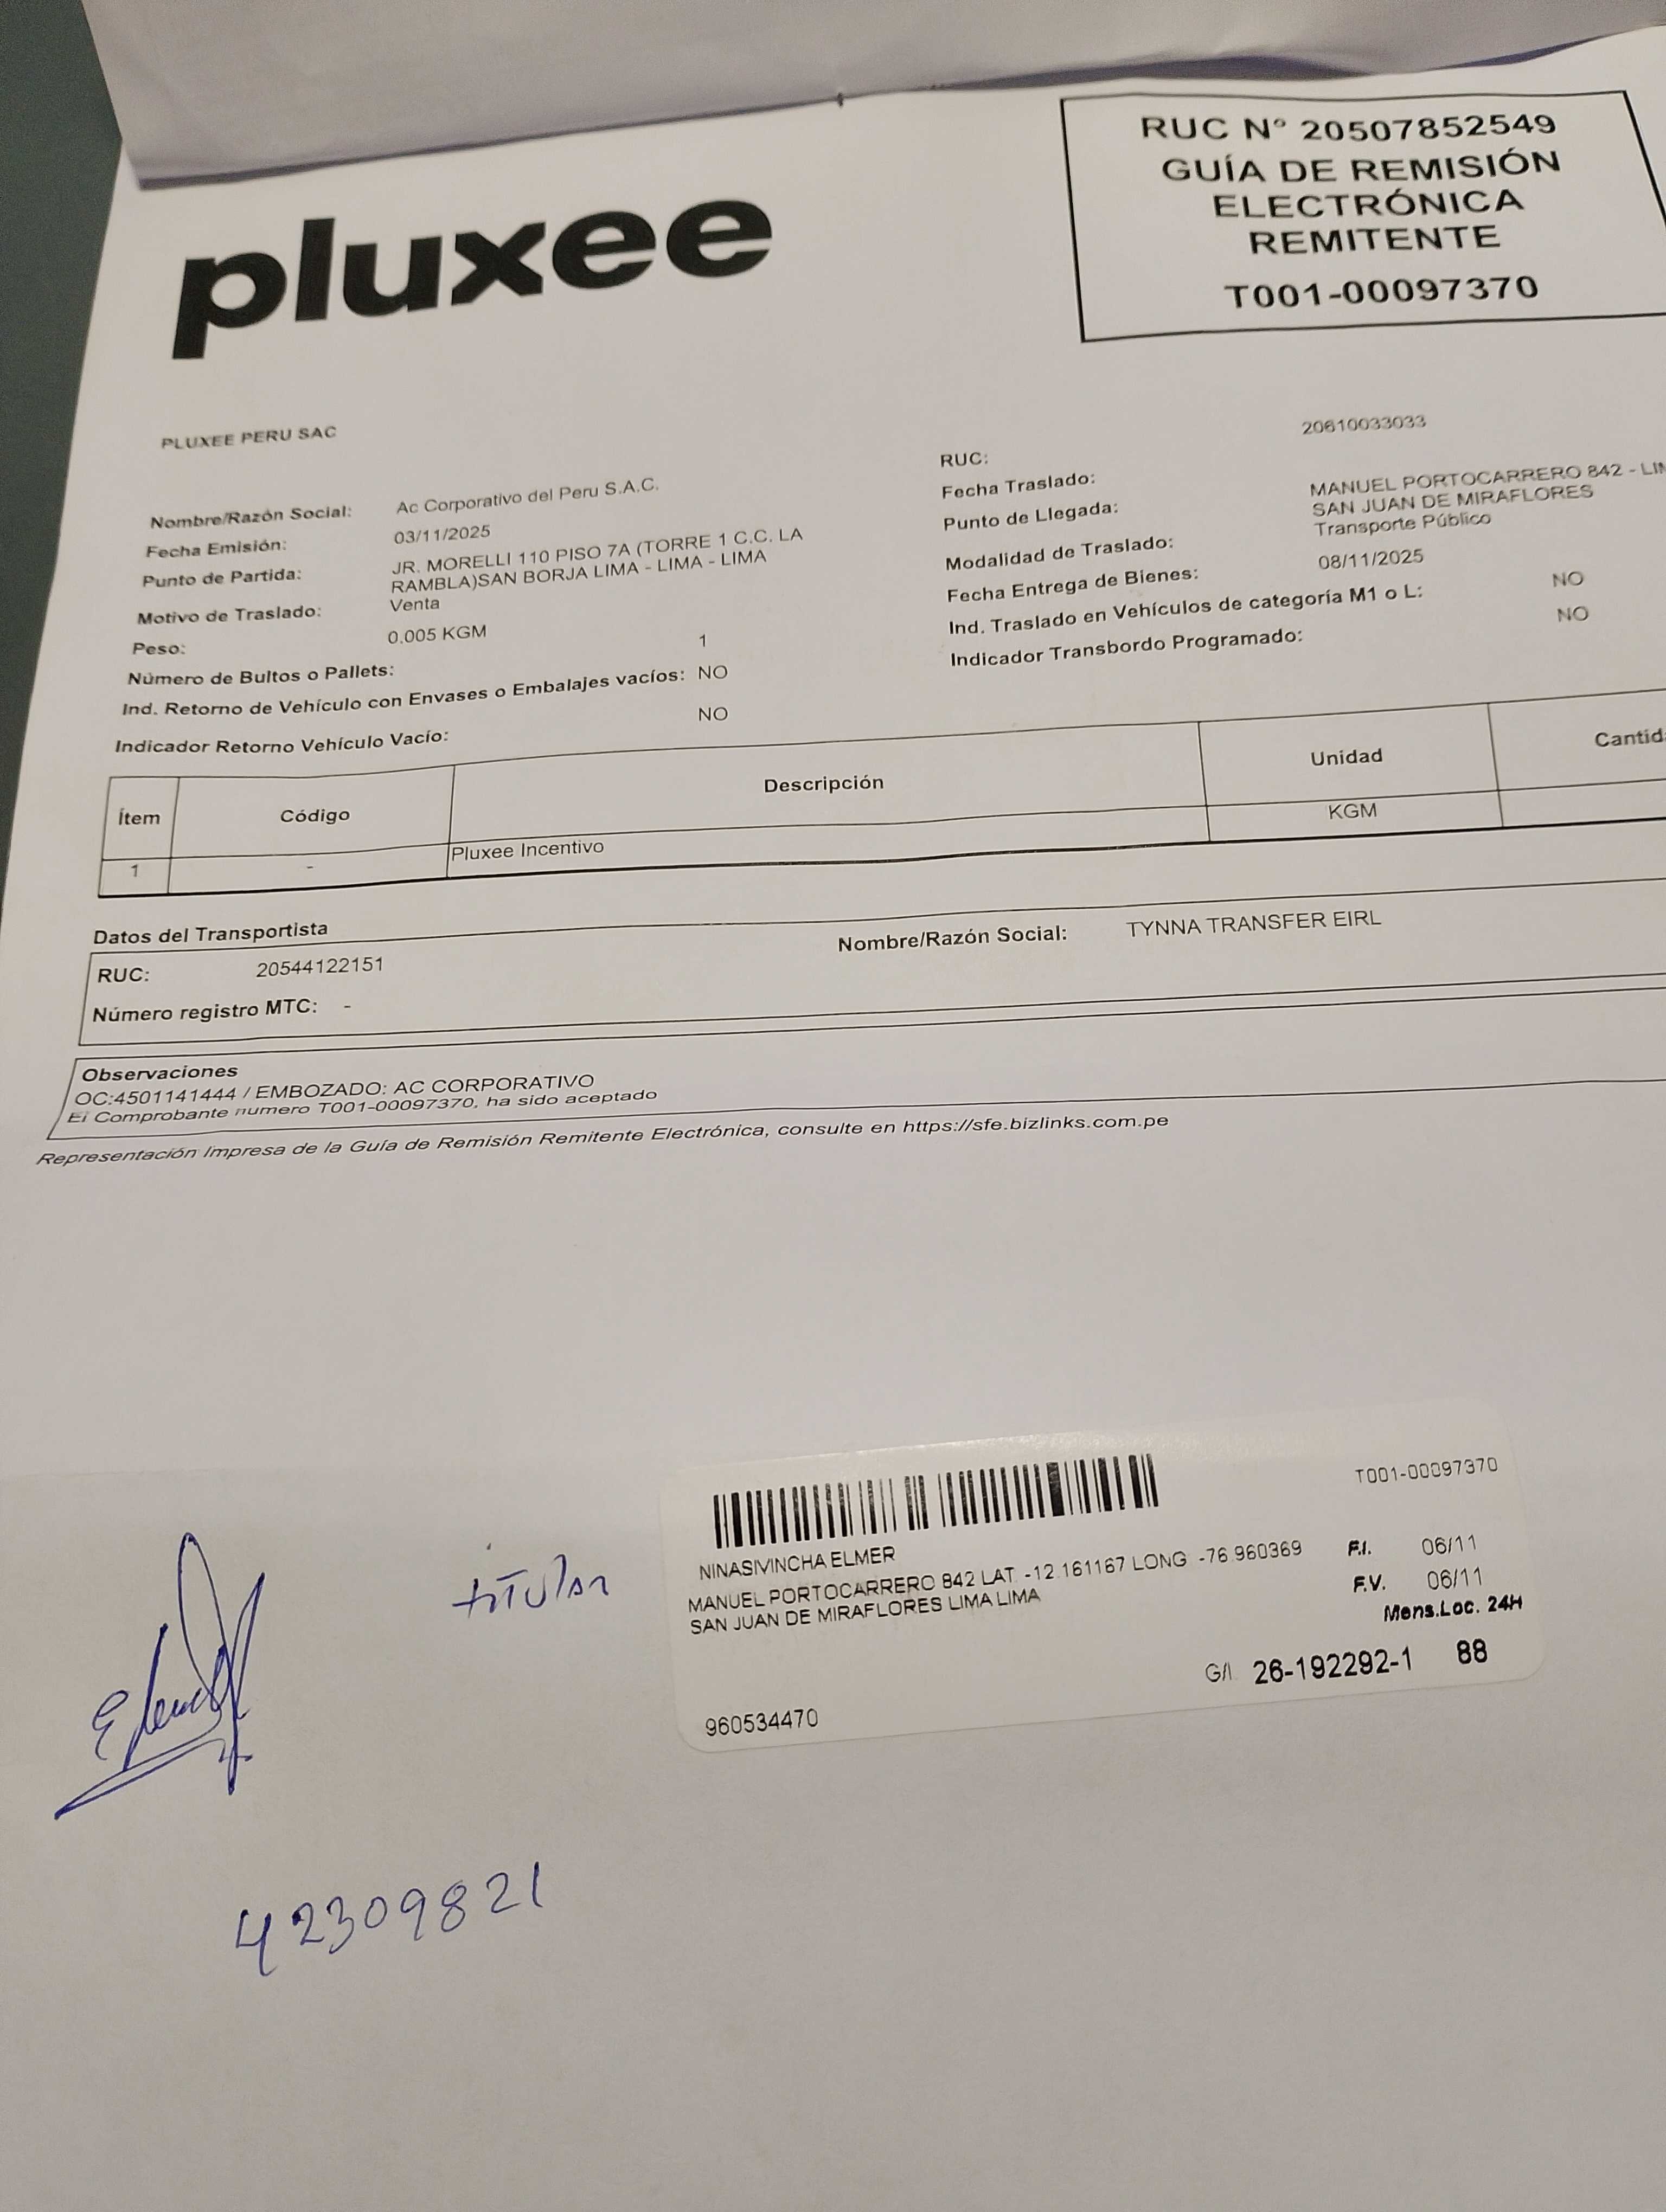 RUC N° 20507852549
GUÍA DE REMISIÓN
ELECTRÓNICA
REMITENTE
T001-00097370
pluxee
PLUXEE PERU SAC
Nombre/Razón Social: Ac Corporativo del Peru S.A.C.
Fecha Emisión: 03/11/2025
Punto de Partida: JR. MORELLI 110 PISO 7A (TORRE 1 C.C. LA
RAMBLA)SAN BORJA LIMA - LIMA - LIMA
Motivo de Traslado: Venta
Peso: 0.005 KGM
Número de Bultos o Pallets: 1
Ind. Retorno de Vehículo con Envases o Embalajes vacíos: NO
Indicador Retorno Vehículo Vacío: NO
RUC: 20610033033
Fecha Traslado:
Punto de Llegada: MANUEL PORTOCARRERO 842 - LIM
SAN JUAN DE MIRAFLORES
Modalidad de Traslado: Transporte Público
Fecha Entrega de Bienes: 08/11/2025
Ind. Traslado en Vehículos de categoría M1 o L: NO
Indicador Transbordo Programado: NO
Ítem Código Descripción Unidad Cantid
1 - Pluxee Incentivo KGM
Datos del Transportista
RUC: 20544122151 Nombre/Razón Social: TYNNA TRANSFER EIRL
Número registro MTC: -
Observaciones
OC:4501141444 / EMBOZADO: AC CORPORATIVO
El Comprobante numero T001-00097370, ha sido aceptado
Representación Impresa de la Guía de Remisión Remitente Electrónica, consulte en https://sfe.bizlinks.com.pe
T001-00097370
NINASIVINCHA ELMER
MANUEL PORTOCARRERO 842 LAT. -12.161167 LONG -76.960369
SAN JUAN DE MIRAFLORES LIMA LIMA
F.I. 06/11
F.V. 06/11
Mens.Loc. 24H
G/I. 26-192292-1 88
960534470
titular
42309821